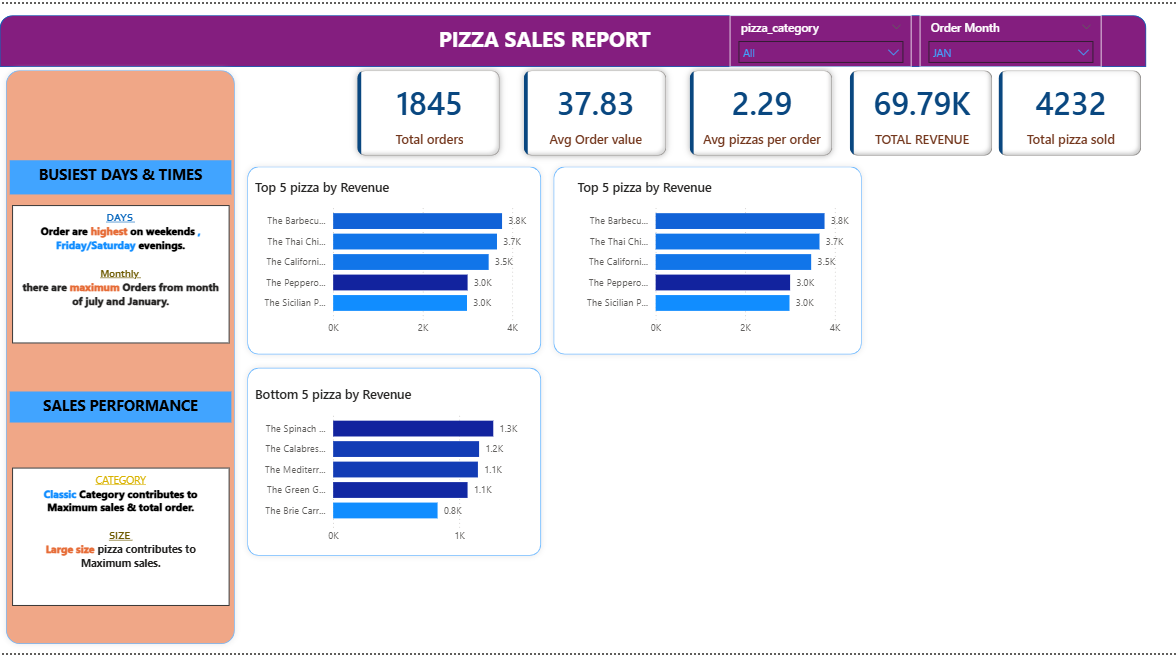 PIZZA SALES REPORT
pizza_category
All
Order Month
JAN
1845
Total orders
37.83
Avg Order value
2.29
Avg pizzas per order
69.79K
TOTAL REVENUE
4232
Total pizza sold
BUSIEST DAYS & TIMES
DAYS
Order are highest on weekends ,
Friday/Saturday evenings.
Monthly
there are maximum Orders from month
of july and January.
SALES PERFORMANCE
CATEGORY
Classic Category contributes to
Maximum sales & total order.
SIZE
Large size pizza contributes to
Maximum sales.
Top 5 pizza by Revenue
The Barbecu... 3.8K
The Thai Chi... 3.7K
The Californi... 3.5K
The Peppero... 3.0K
The Sicilian P... 3.0K
0K 2K 4K
Top 5 pizza by Revenue
The Barbecu... 3.8K
The Thai Chi... 3.7K
The Californi... 3.5K
The Peppero... 3.0K
The Sicilian P... 3.0K
0K 2K 4K
Bottom 5 pizza by Revenue
The Spinach ... 1.3K
The Calabres... 1.2K
The Mediterr... 1.1K
The Green G... 1.1K
The Brie Carr... 0.8K
0K 1K